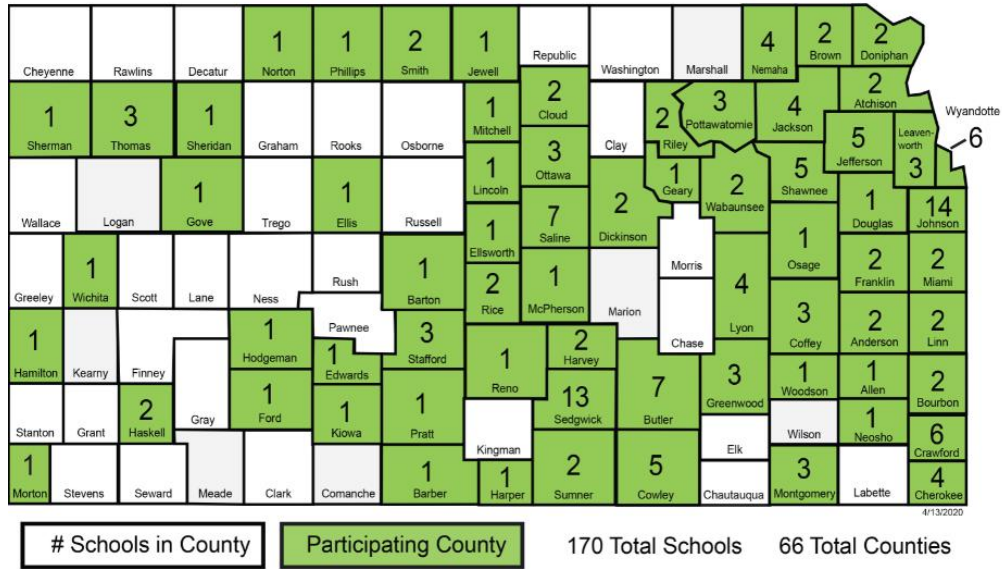 1 1 2 1 4 2 2
Cheyenne Rawlins Decatur Norton Phillips Smith Jewell Republic Washington Marshall Nemaha Brown Doniphan
1 3 1 1 2 2 3 4 2
Sherman Thomas Sheridan Graham Rooks Osborne Mitchell Cloud Clay Riley Pottawatomie Jackson Atchison Wyandotte
6
1 1 1 3 2 1 2 5 5 Leaven-
worth
3
Wallace Logan Gove Trego Ellis Russell Lincoln Ottawa Dickinson Geary Wabaunsee Shawnee Jefferson
1 7 1 1 14
Ellsworth Saline Morris Osage Douglas Johnson
1 1 2 1 4 2 2
Greeley Wichita Scott Lane Ness Rush Barton Rice McPherson Marion Lyon Franklin Miami
1 1 1 3 2 3 2 2
Hamilton Kearny Finney Hodgeman Pawnee Edwards Stafford Harvey Chase Coffey Anderson Linn
2 1 1 1 1 13 7 3 1 1 2
Stanton Grant Haskell Gray Ford Kiowa Pratt Reno Sedgwick Butler Greenwood Woodson Allen Bourbon
1 1 1 2 5 3 1 6
Morton Stevens Seward Meade Clark Comanche Barber Kingman Harper Sumner Cowley Elk Chautauqua Wilson Montgomery Neosho Labette Crawford
4
Cherokee
4/13/2020
# Schools in County Participating County 170 Total Schools 66 Total Counties